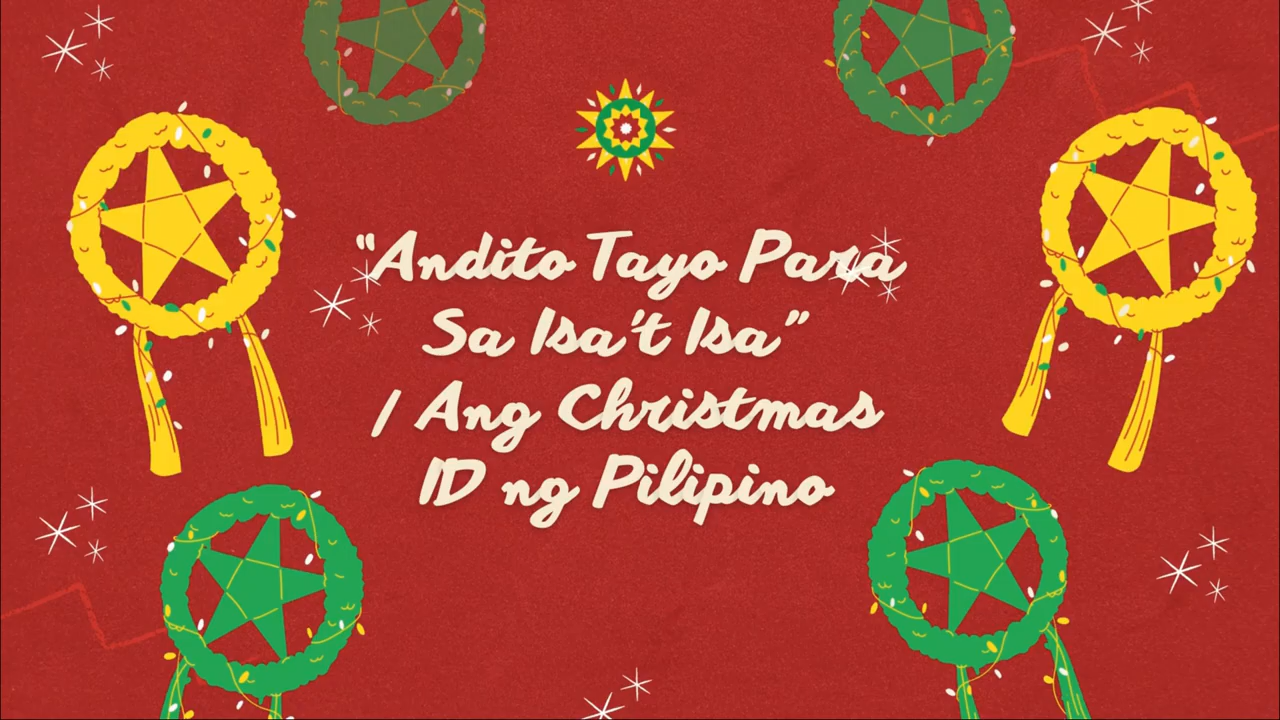 “Andito Tayo Para
Sa Isa't Isa”
/ Ang Christmas
ID ng Pilipino